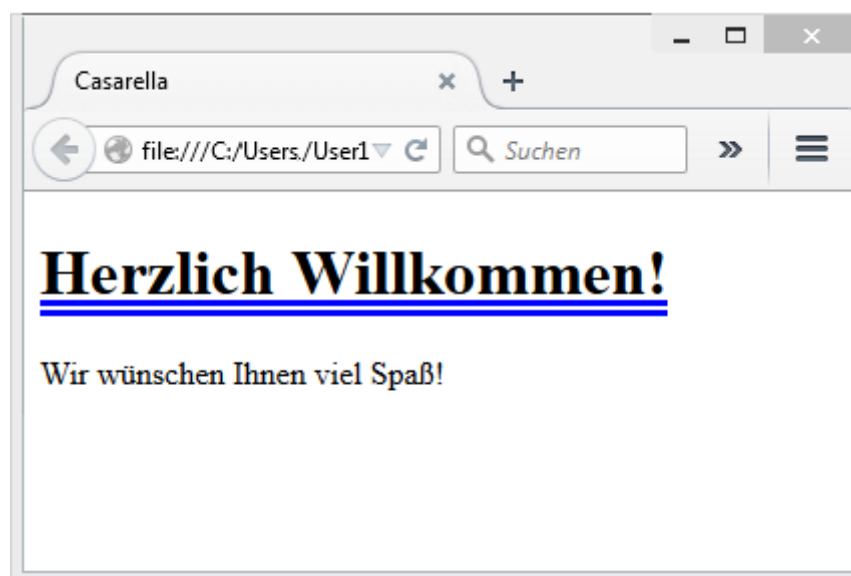 Casarella
file:///C:/Users./User1
Suchen
Herzlich Willkommen!
Wir wünschen Ihnen viel Spaß!